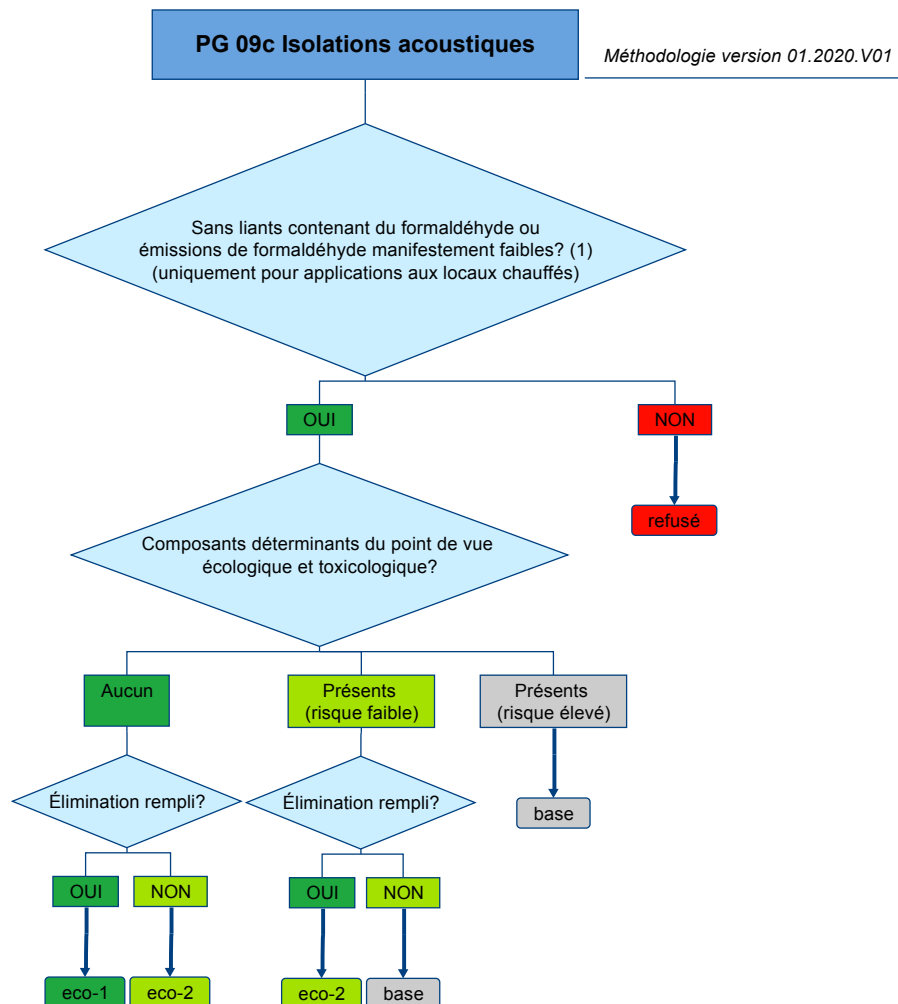 PG 09c Isolations acoustiques
Méthodologie version 01.2020.V01
Sans liants contenant du formaldéhyde ou
émissions de formaldéhyde manifestement faibles? (1)
(uniquement pour applications aux locaux chauffés)
OUI
NON
refusé
Composants déterminants du point de vue
écologique et toxicologique?
Aucun
Présents
(risque faible)
Présents
(risque élevé)
Élimination rempli?
Élimination rempli?
base
OUI
NON
OUI
NON
eco-1
eco-2
eco-2
base